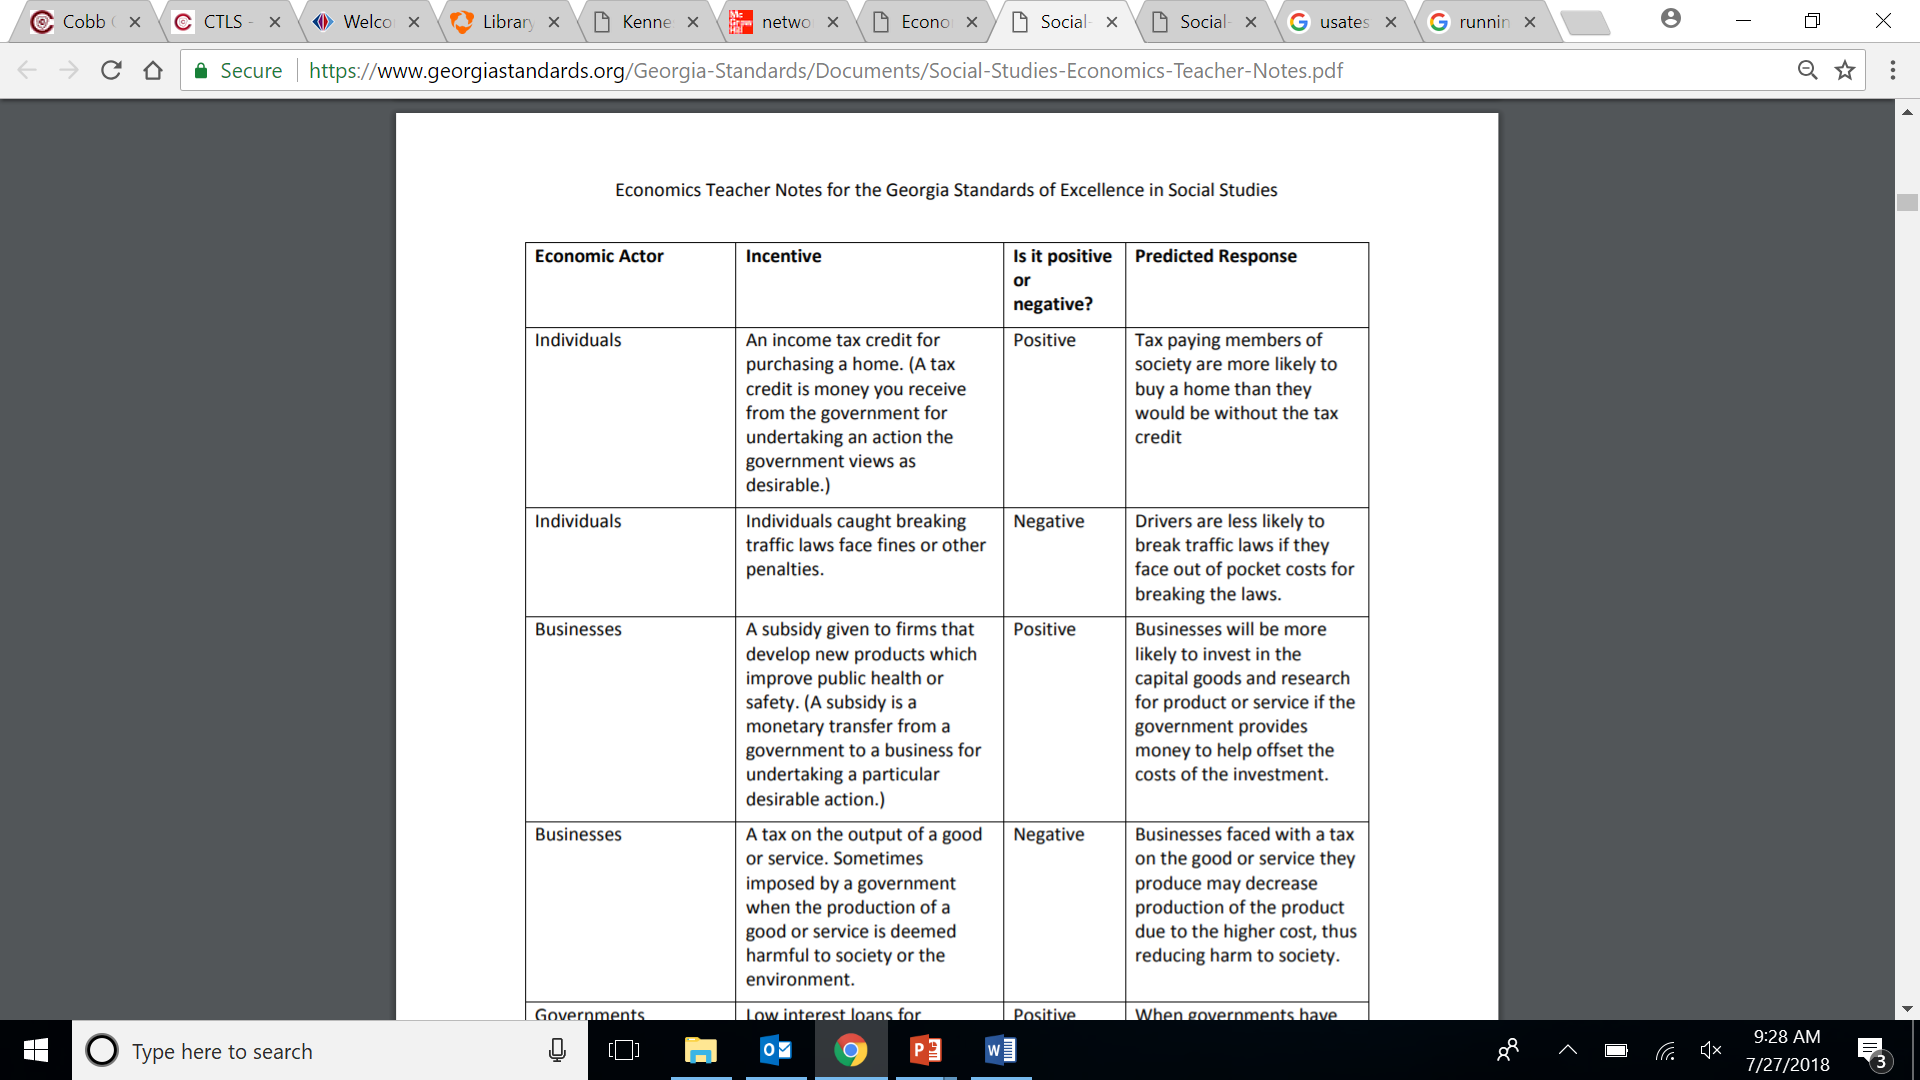 Cobb
CTLS -
Welco
Library
Kenne
netwo
Econo
Social-
Social-
usates
runnin
Secure
https://www.georgiastandards.org/Georgia-Standards/Documents/Social-Studies-Economics-Teacher-Notes.pdf
Economics Teacher Notes for the Georgia Standards of Excellence in Social Studies
Economic Actor
Incentive
Is it positive
or
negative?
Predicted Response
Individuals
An income tax credit for
purchasing a home. (A tax
credit is money you receive
from the government for
undertaking an action the
government views as
desirable.)
Positive
Tax paying members of
society are more likely to
buy a home than they
would be without the tax
credit
Individuals
Individuals caught breaking
traffic laws face fines or other
penalties.
Negative
Drivers are less likely to
break traffic laws if they
face out of pocket costs for
breaking the laws.
Businesses
A subsidy given to firms that
develop new products which
improve public health or
safety. (A subsidy is a
monetary transfer from a
government to a business for
undertaking a particular
desirable action.)
Positive
Businesses will be more
likely to invest in the
capital goods and research
for product or service if the
government provides
money to help offset the
costs of the investment.
Businesses
A tax on the output of a good
or service. Sometimes
imposed by a government
when the production of a
good or service is deemed
harmful to society or the
environment.
Negative
Businesses faced with a tax
on the good or service they
produce may decrease
production of the product
due to the higher cost, thus
reducing harm to society.
Governments
Low interest loans for
Positive
When governments have
Type here to search
9:28 AM
7/27/2018
3